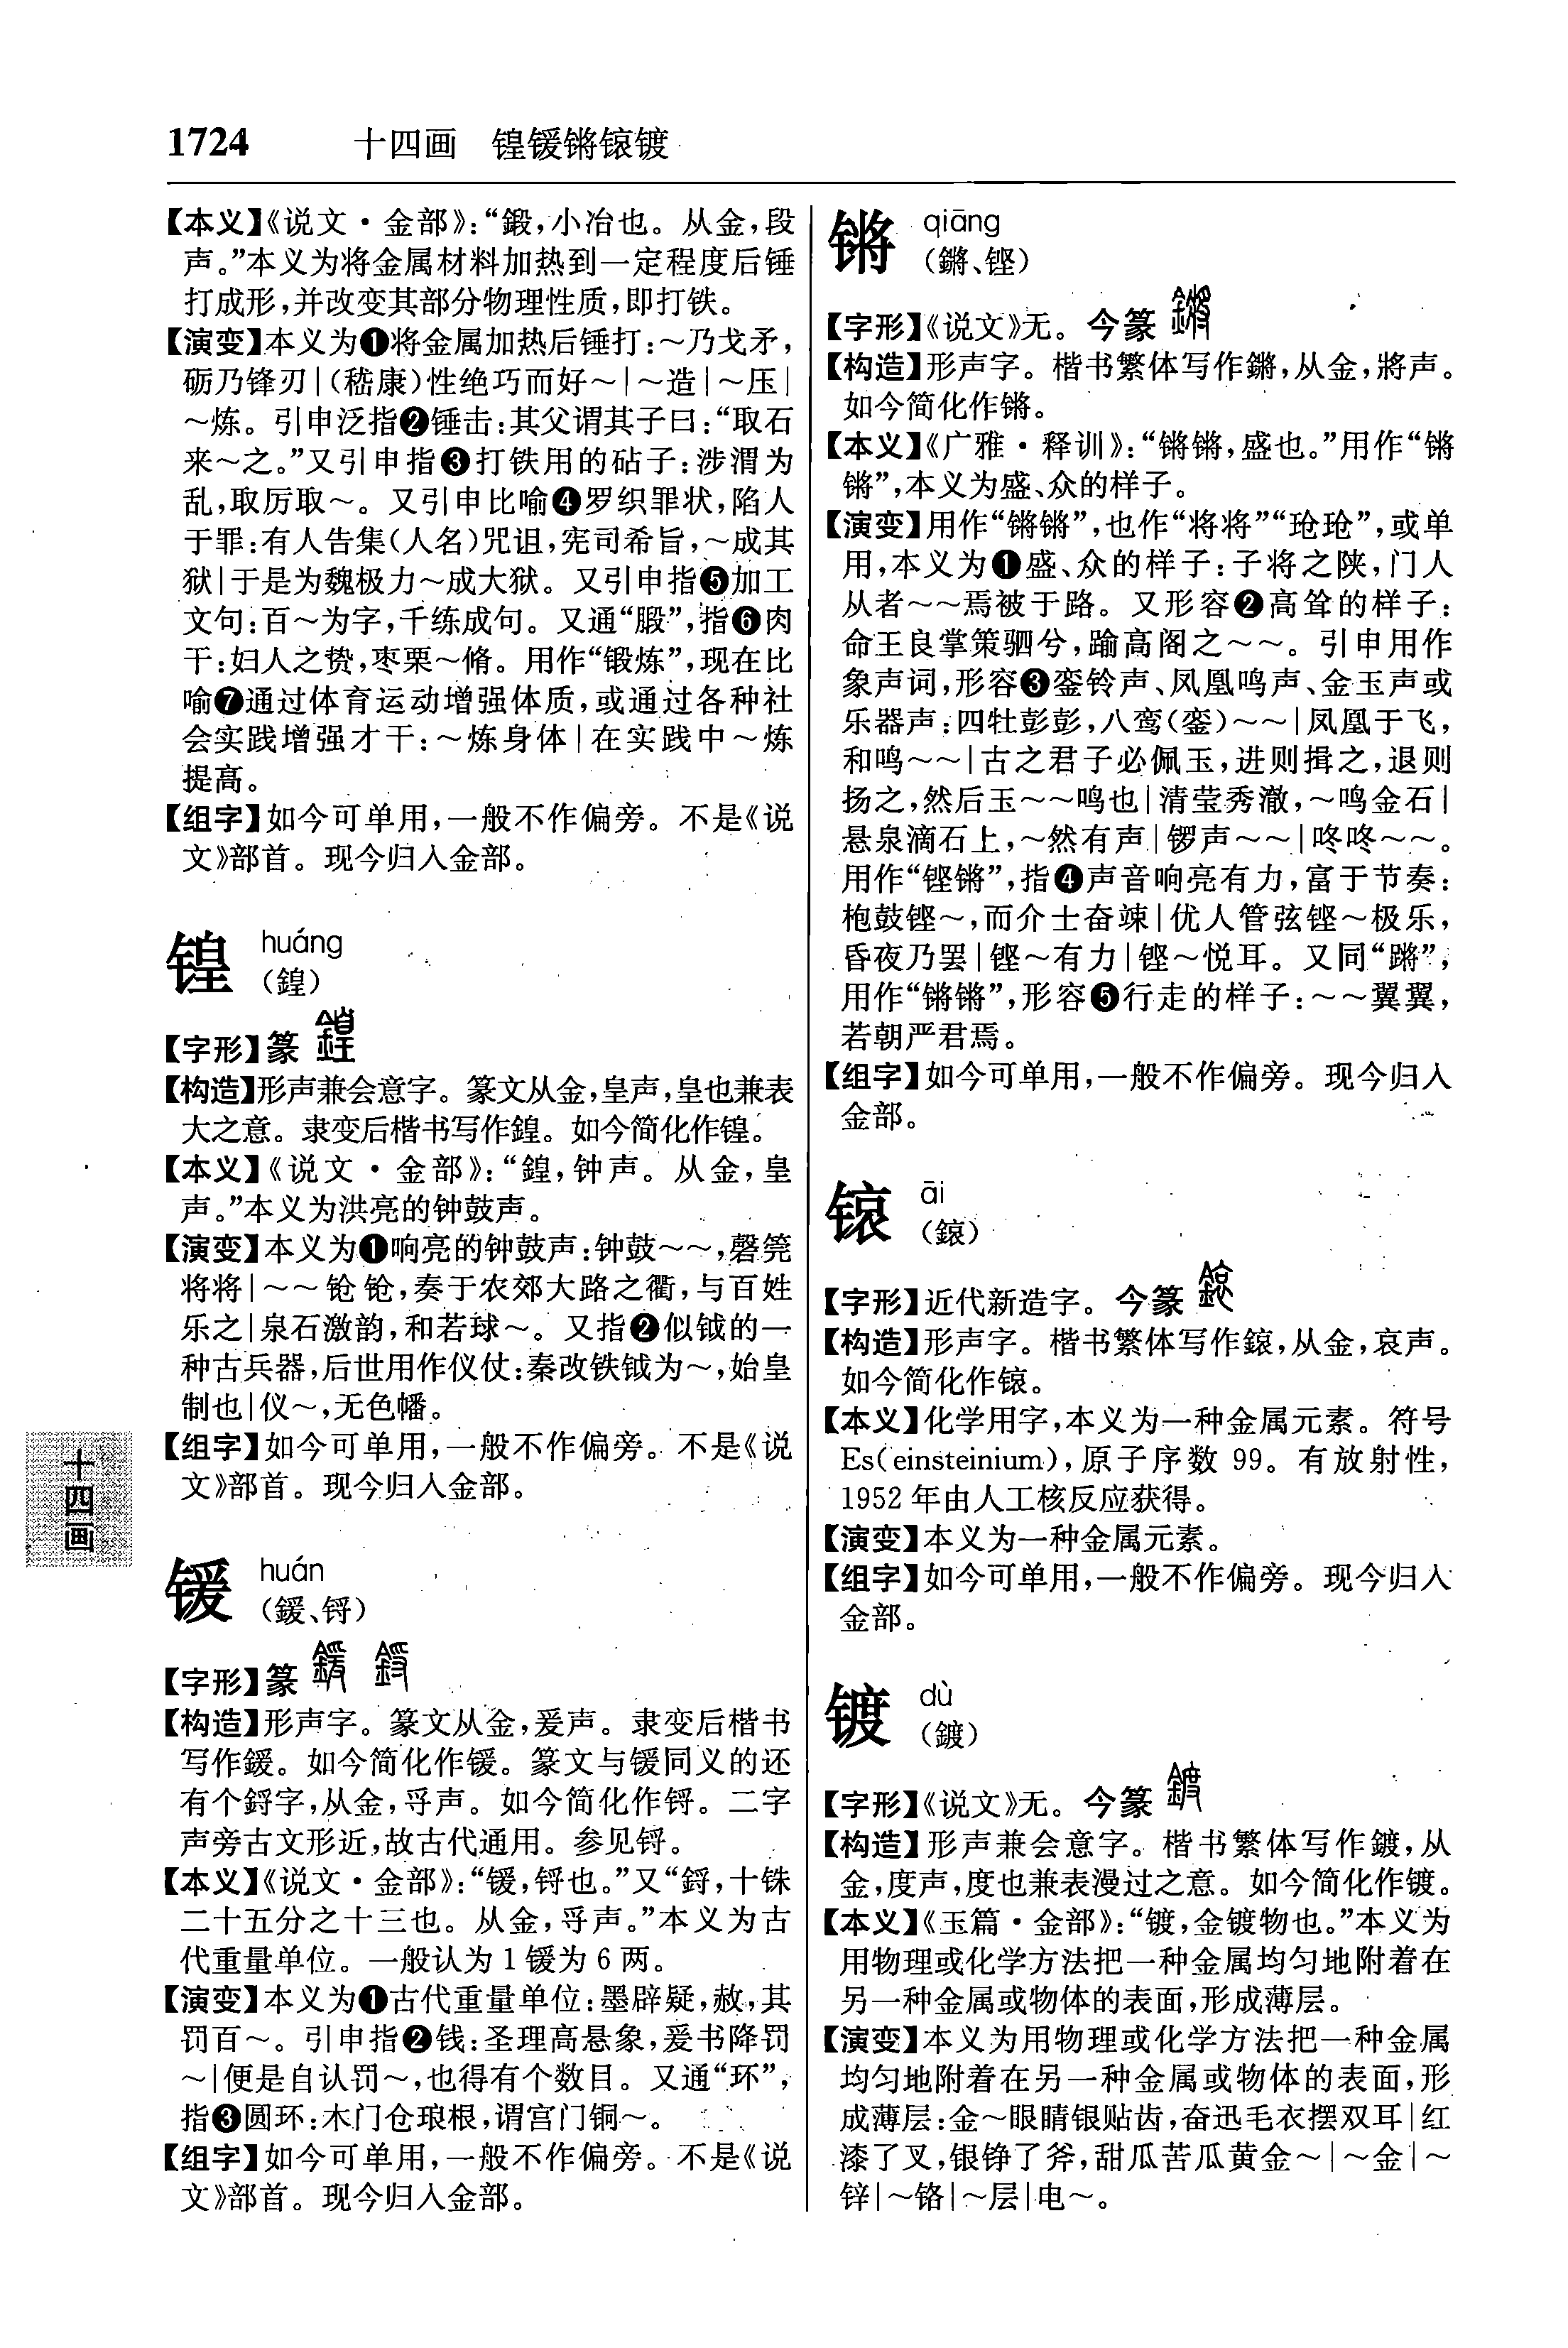 1724 十四画 锽锾锵锿镀
【本义】《说文·金部》：“鍛，小冶也。从金，段
声。”本义为将金属材料加热到一定程度后锤
打成形，并改变其部分物理性质，即打铁。
【演变】本义为❶将金属加热后锤打：～乃戈矛，
砺乃锋刃|（嵇康）性绝巧而好～|～造|～压|
～炼。引申泛指❷锤击：其父谓其子曰：“取石
来～之。”又引申指❸打铁用的砧子：涉渭为
乱，取厉取～。又引申比喻❹罗织罪状，陷人
于罪：有人告集（人名）咒诅，宪司希旨，～成其
狱|于是为魏极力～成大狱。又引申指❺加工
文句：百～为字，千练成句。又通“腶”，指❻肉
干：妇人之贽，枣栗～脩。用作“锻炼”，现在比
喻❼通过体育运动增强体质，或通过各种社
会实践增强才干：～炼身体|在实践中～炼
提高。
【组字】如今可单用，一般不作偏旁。不是《说
文》部首。现今归入金部。
锽 huáng
（鍠）
【字形】篆
【构造】形声兼会意字。篆文从金，皇声，皇也兼表
大之意。隶变后楷书写作鍠。如今简化作锽。
【本义】《说文·金部》：“鍠，钟声。从金，皇
声。”本义为洪亮的钟鼓声。
【演变】本义为❶响亮的钟鼓声：钟鼓～～，磬筦
将将|～～铨铨，奏于农郊大路之衢，与百姓
乐之|泉石激韵，和若球～。又指❷似钺的一
种古兵器，后世用作仪仗：秦改铁钺为～，始皇
制也|仪～，无色幡。
【组字】如今可单用，一般不作偏旁。不是《说
文》部首。现今归入金部。
十四画
锾 huán
（鍰、锊）
【字形】篆
【构造】形声字。篆文从金，爰声。隶变后楷书
写作鍰。如今简化作锾。篆文与锾同义的还
有个鋝字，从金，寽声。如今简化作锊。二字
声旁古文形近，故古代通用。参见锊。
【本义】《说文·金部》：“锾，锊也。”又“鋝，十铢
二十五分之十三也。从金，寽声。”本义为古
代重量单位。一般认为1锾为6两。
【演变】本义为❶古代重量单位：墨辟疑，赦，其
罚百～。引申指❷钱：圣理高悬象，爰书降罚
～|便是自认罚～，也得有个数目。又通“环”，
指❸圆环：木门仓琅根，谓宫门铜～。
【组字】如今可单用，一般不作偏旁。不是《说
文》部首。现今归入金部。
锵 qiāng
（鏘、铿）
【字形】《说文》无。今篆
【构造】形声字。楷书繁体写作鏘，从金，將声。
如今简化作锵。
【本义】《广雅·释训》：“锵锵，盛也。”用作“锵
锵”，本义为盛、众的样子。
【演变】用作“锵锵”，也作“将将”“玱玱”，或单
用，本义为❶盛、众的样子：子将之陕，门人
从者～～焉被于路。又形容❷高耸的样子：
命王良掌策驷兮，踰高阁之～～。引申用作
象声词，形容❸銮铃声、凤凰鸣声、金玉声或
乐器声：四牡彭彭，八鸾（銮）～～|凤凰于飞，
和鸣～～|古之君子必佩玉，进则揖之，退则
扬之，然后玉～～鸣也|清莹秀澈，～鸣金石|
悬泉滴石上，～然有声|锣声～～|咚咚～～。
用作“铿锵”，指❹声音响亮有力，富于节奏：
枹鼓铿～，而介士奋竦|优人管弦铿～极乐，
昏夜乃罢|铿～有力|铿～悦耳。又同“蹡”，
用作“锵锵”，形容❺行走的样子：～～翼翼，
若朝严君焉。
【组字】如今可单用，一般不作偏旁。现今归入
金部。
锿 āi
（鎄）
【字形】近代新造字。今篆
【构造】形声字。楷书繁体写作鎄，从金，哀声。
如今简化作锿。
【本义】化学用字，本义为一种金属元素。符号
Es(einsteinium)，原子序数 99。有放射性，
1952年由人工核反应获得。
【演变】本义为一种金属元素。
【组字】如今可单用，一般不作偏旁。现今归入
金部。
镀 dù
（鍍）
【字形】《说文》无。今篆
【构造】形声兼会意字。楷书繁体写作鍍，从
金，度声，度也兼表漫过之意。如今简化作镀。
【本义】《玉篇·金部》：“镀，金镀物也。”本义为
用物理或化学方法把一种金属均匀地附着在
另一种金属或物体的表面，形成薄层。
【演变】本义为用物理或化学方法把一种金属
均匀地附着在另一种金属或物体的表面，形
成薄层：金～眼睛银贴齿，奋迅毛衣摆双耳|红
漆了叉，银铮了斧，甜瓜苦瓜黄金～|～金|～
锌|～铬|～层|电～。